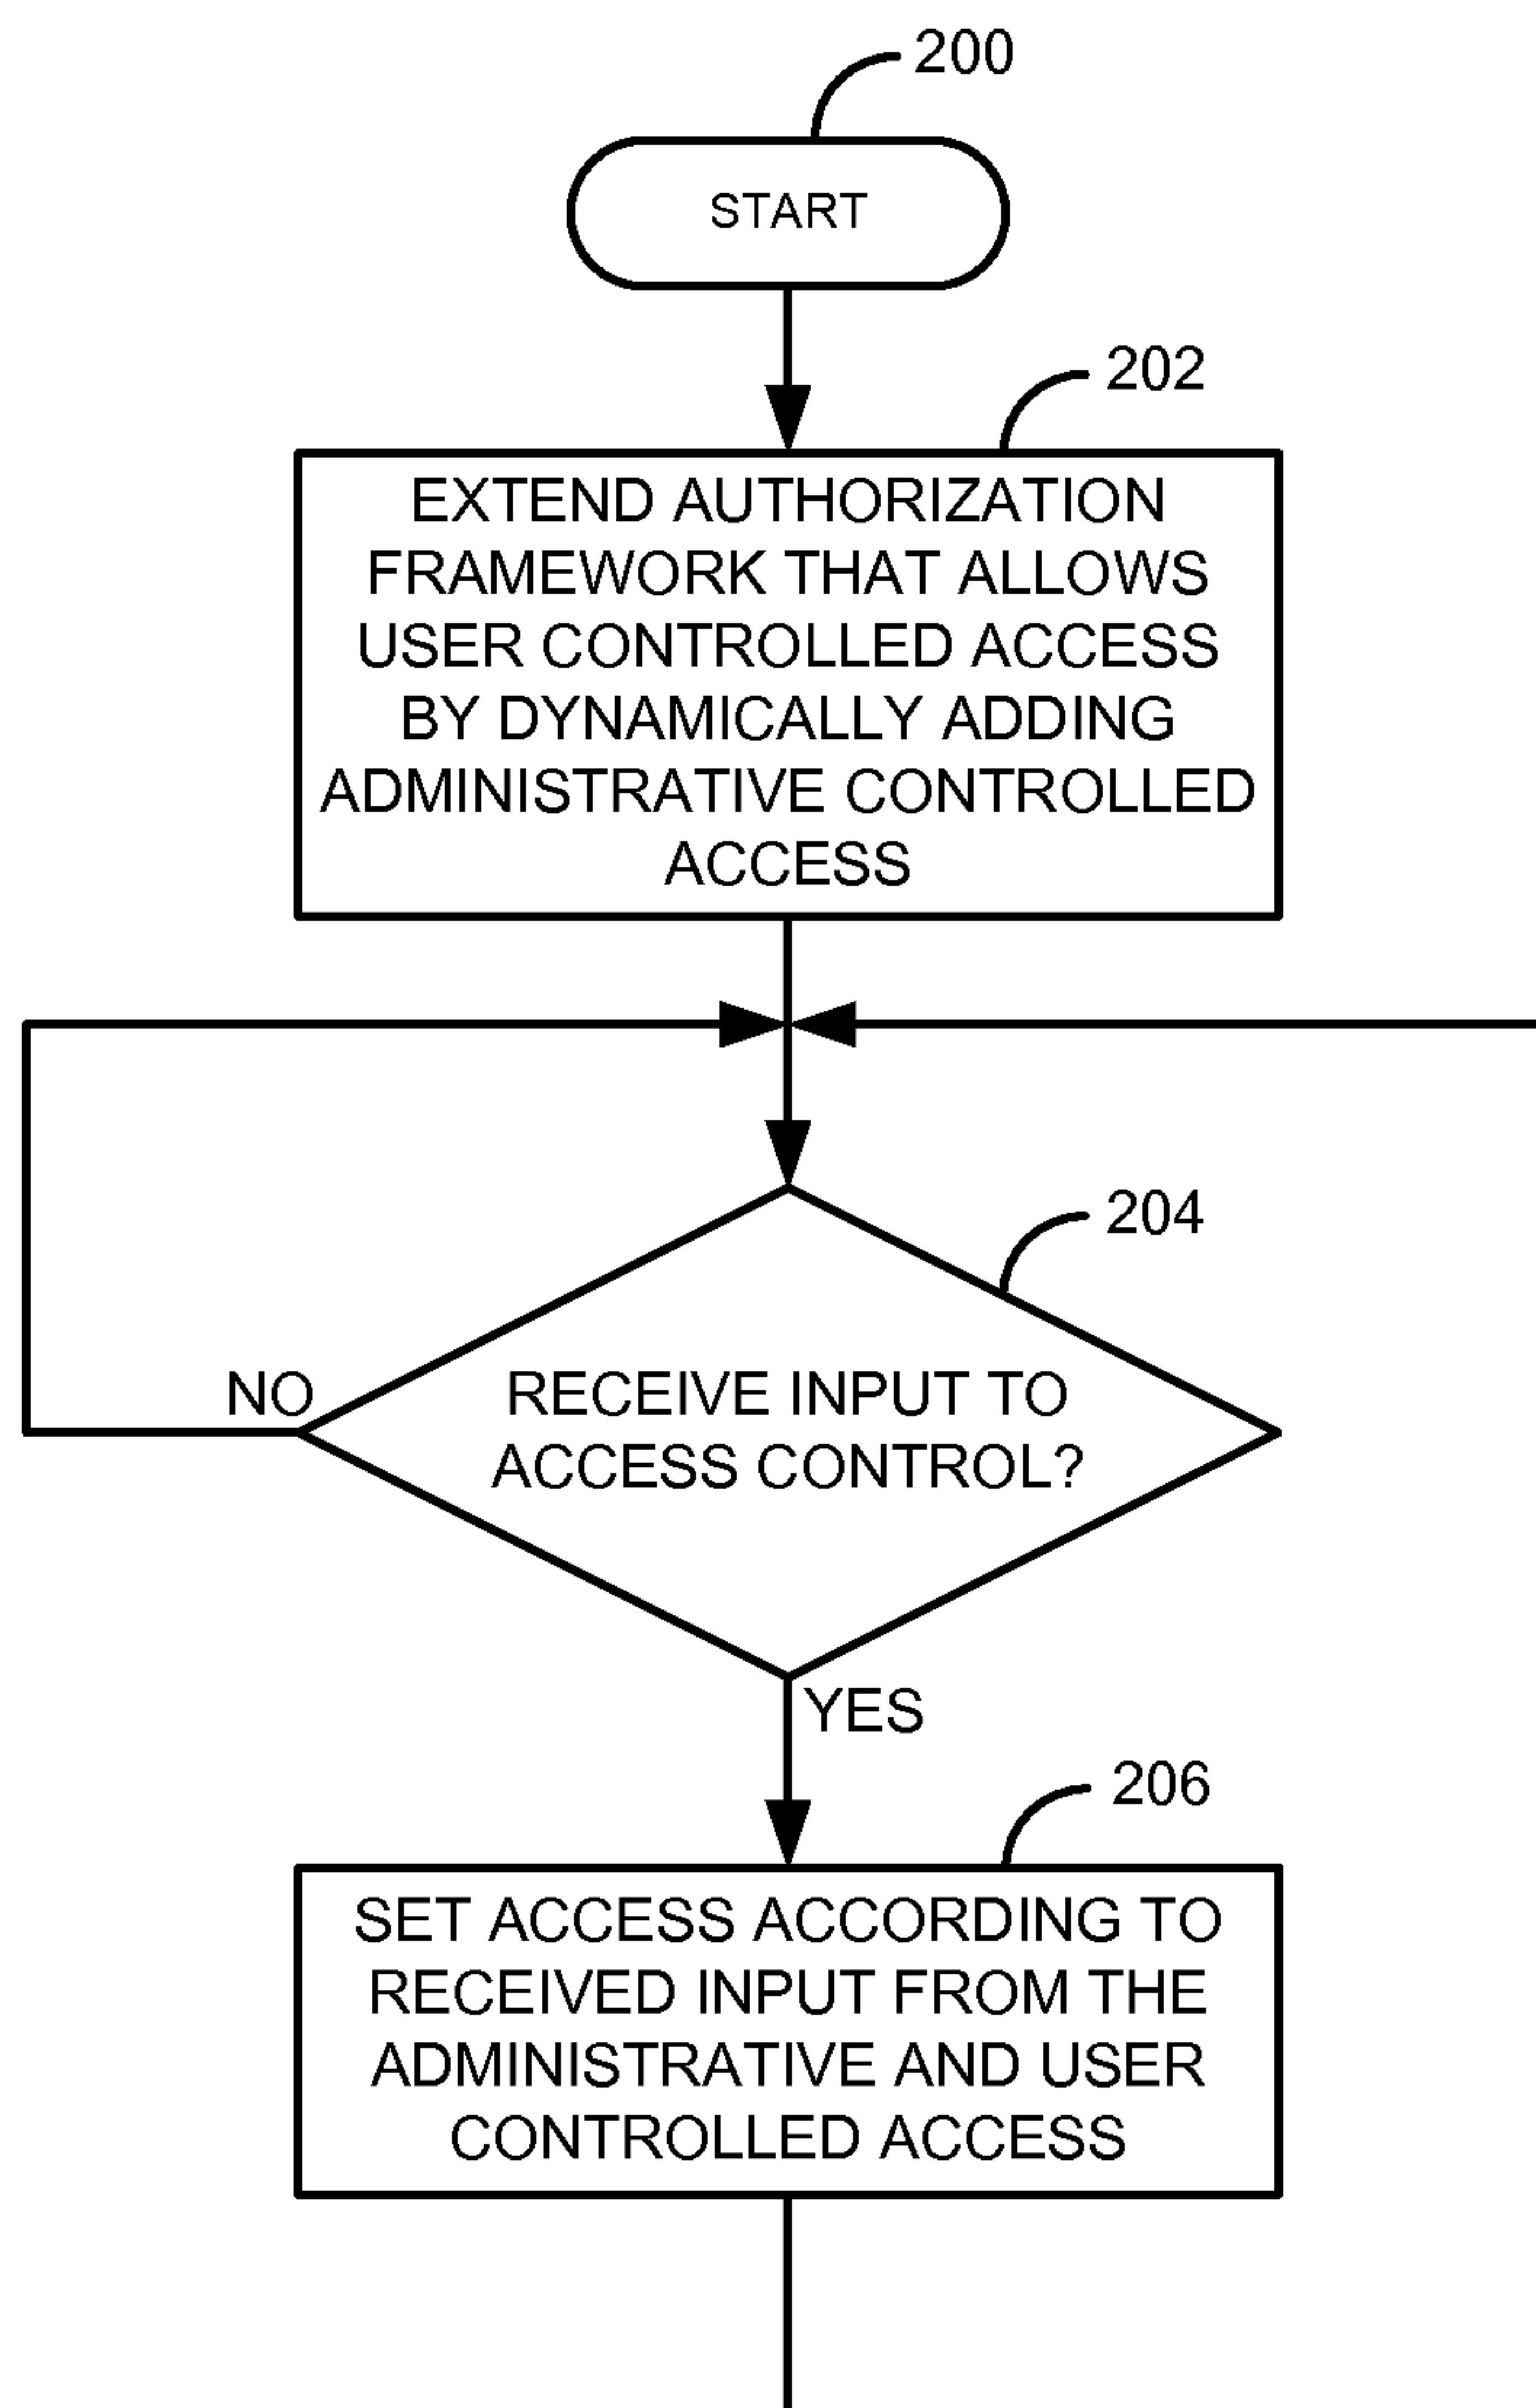 200
START
202
EXTEND AUTHORIZATION
FRAMEWORK THAT ALLOWS
USER CONTROLLED ACCESS
BY DYNAMICALLY ADDING
ADMINISTRATIVE CONTROLLED
ACCESS
204
NO
RECEIVE INPUT TO
ACCESS CONTROL?
YES
206
SET ACCESS ACCORDING TO
RECEIVED INPUT FROM THE
ADMINISTRATIVE AND USER
CONTROLLED ACCESS